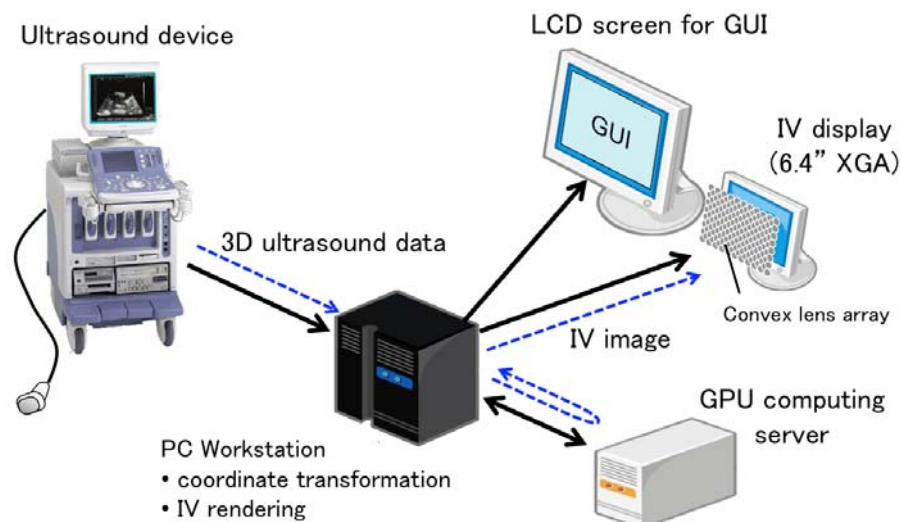 Ultrasound device
LCD screen for GUI
GUI
IV display
(6.4” XGA)
3D ultrasound data
Convex lens array
IV image
GPU computing
server
PC Workstation
• coordinate transformation
• IV rendering